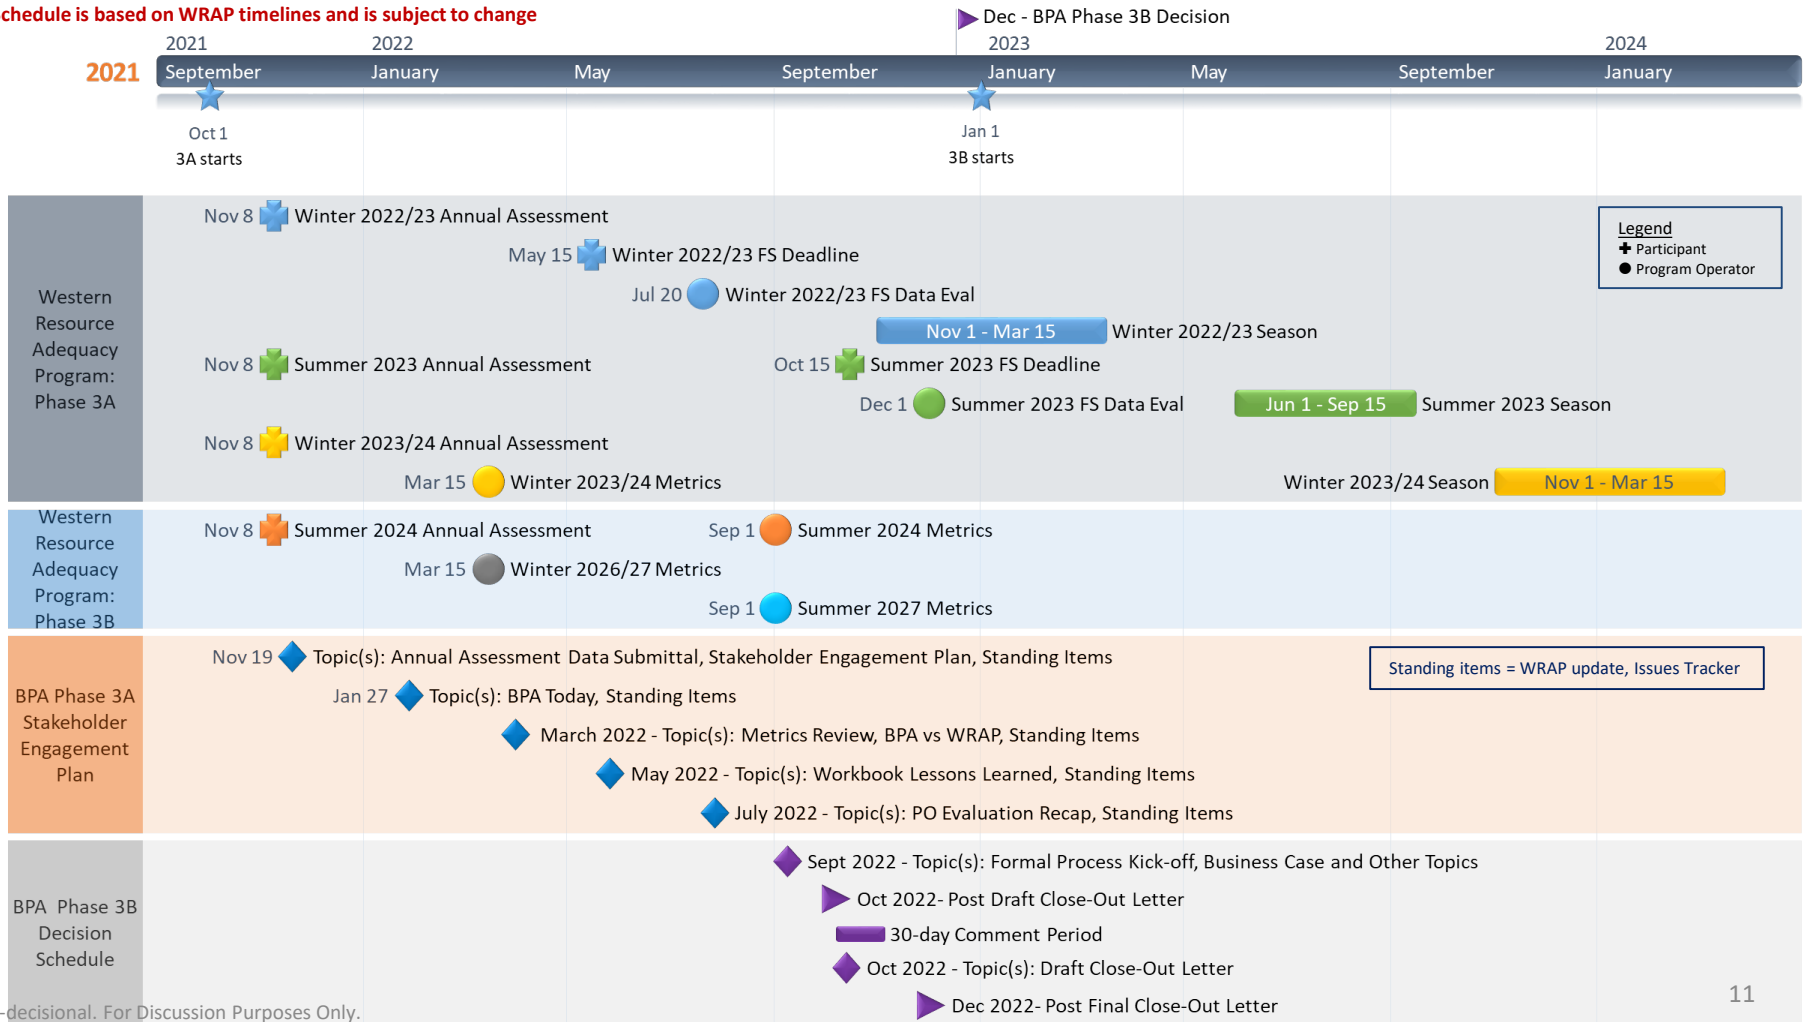 Schedule is based on WRAP timelines and is subject to change
Dec - BPA Phase 3B Decision
2021 2022 2023 2024
2021 September January May September January May September January
Oct 1 Jan 1
3A starts 3B starts
Western
Resource
Adequacy
Program:
Phase 3A
Nov 8 Winter 2022/23 Annual Assessment
May 15 Winter 2022/23 FS Deadline
Jul 20 Winter 2022/23 FS Data Eval
Nov 1 - Mar 15 Winter 2022/23 Season
Nov 8 Summer 2023 Annual Assessment Oct 15 Summer 2023 FS Deadline
Dec 1 Summer 2023 FS Data Eval Jun 1 - Sep 15 Summer 2023 Season
Nov 8 Winter 2023/24 Annual Assessment
Mar 15 Winter 2023/24 Metrics Winter 2023/24 Season Nov 1 - Mar 15
Legend
Participant
Program Operator
Western
Resource
Adequacy
Program:
Phase 3B
Nov 8 Summer 2024 Annual Assessment Sep 1 Summer 2024 Metrics
Mar 15 Winter 2026/27 Metrics
Sep 1 Summer 2027 Metrics
BPA Phase 3A
Stakeholder
Engagement
Plan
Nov 19 Topic(s): Annual Assessment Data Submittal, Stakeholder Engagement Plan, Standing Items
Jan 27 Topic(s): BPA Today, Standing Items
March 2022 - Topic(s): Metrics Review, BPA vs WRAP, Standing Items
May 2022 - Topic(s): Workbook Lessons Learned, Standing Items
July 2022 - Topic(s): PO Evaluation Recap, Standing Items
Standing items = WRAP update, Issues Tracker
BPA Phase 3B
Decision
Schedule
Sept 2022 - Topic(s): Formal Process Kick-off, Business Case and Other Topics
Oct 2022- Post Draft Close-Out Letter
30-day Comment Period
Oct 2022 - Topic(s): Draft Close-Out Letter
Dec 2022- Post Final Close-Out Letter
-decisional. For Discussion Purposes Only.
11